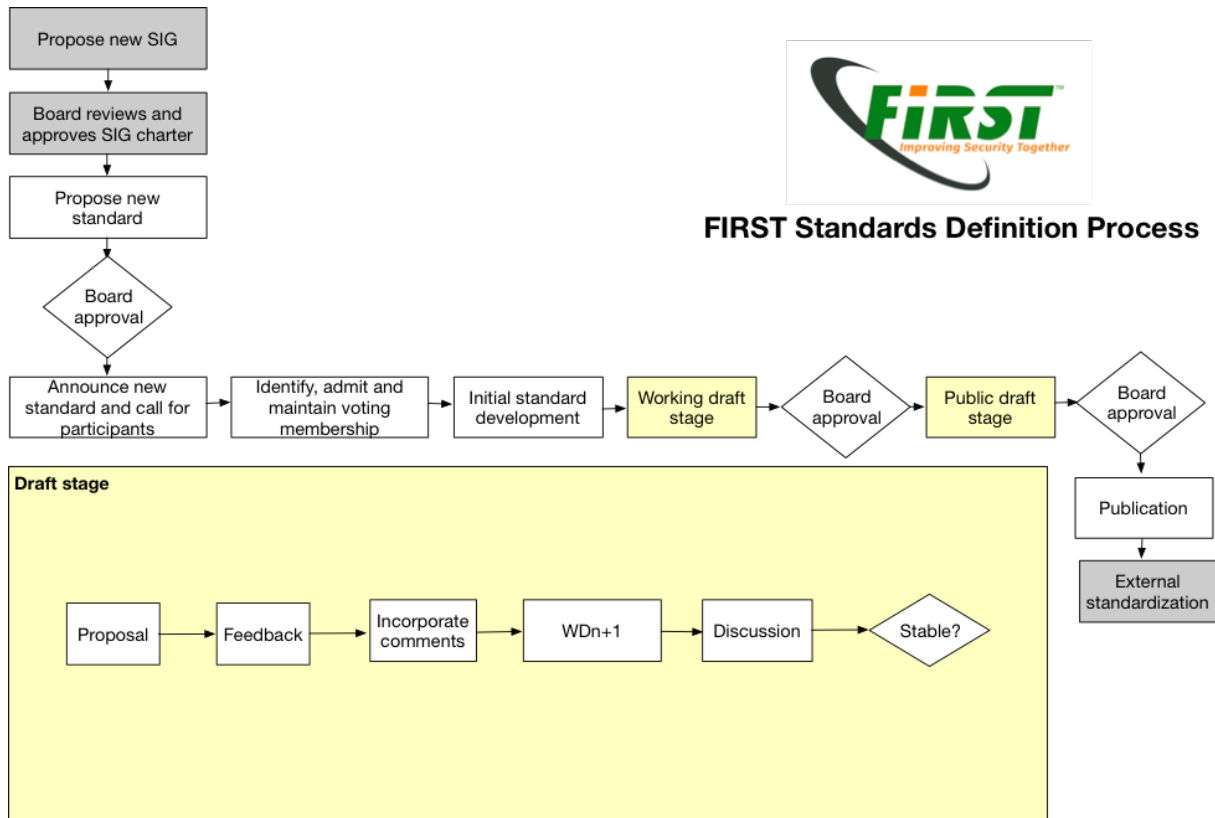 Propose new SIG
Board reviews and
approves SIG charter
Propose new
standard
Board
approval
FiRST™
Improving Security Together
FIRST Standards Definition Process
Announce new
standard and call for
participants
Identify, admit and
maintain voting
membership
Initial standard
development
Working draft
stage
Board
approval
Public draft
stage
Board
approval
Publication
External
standardization
Draft stage
Proposal
Feedback
Incorporate
comments
WDn+1
Discussion
Stable?